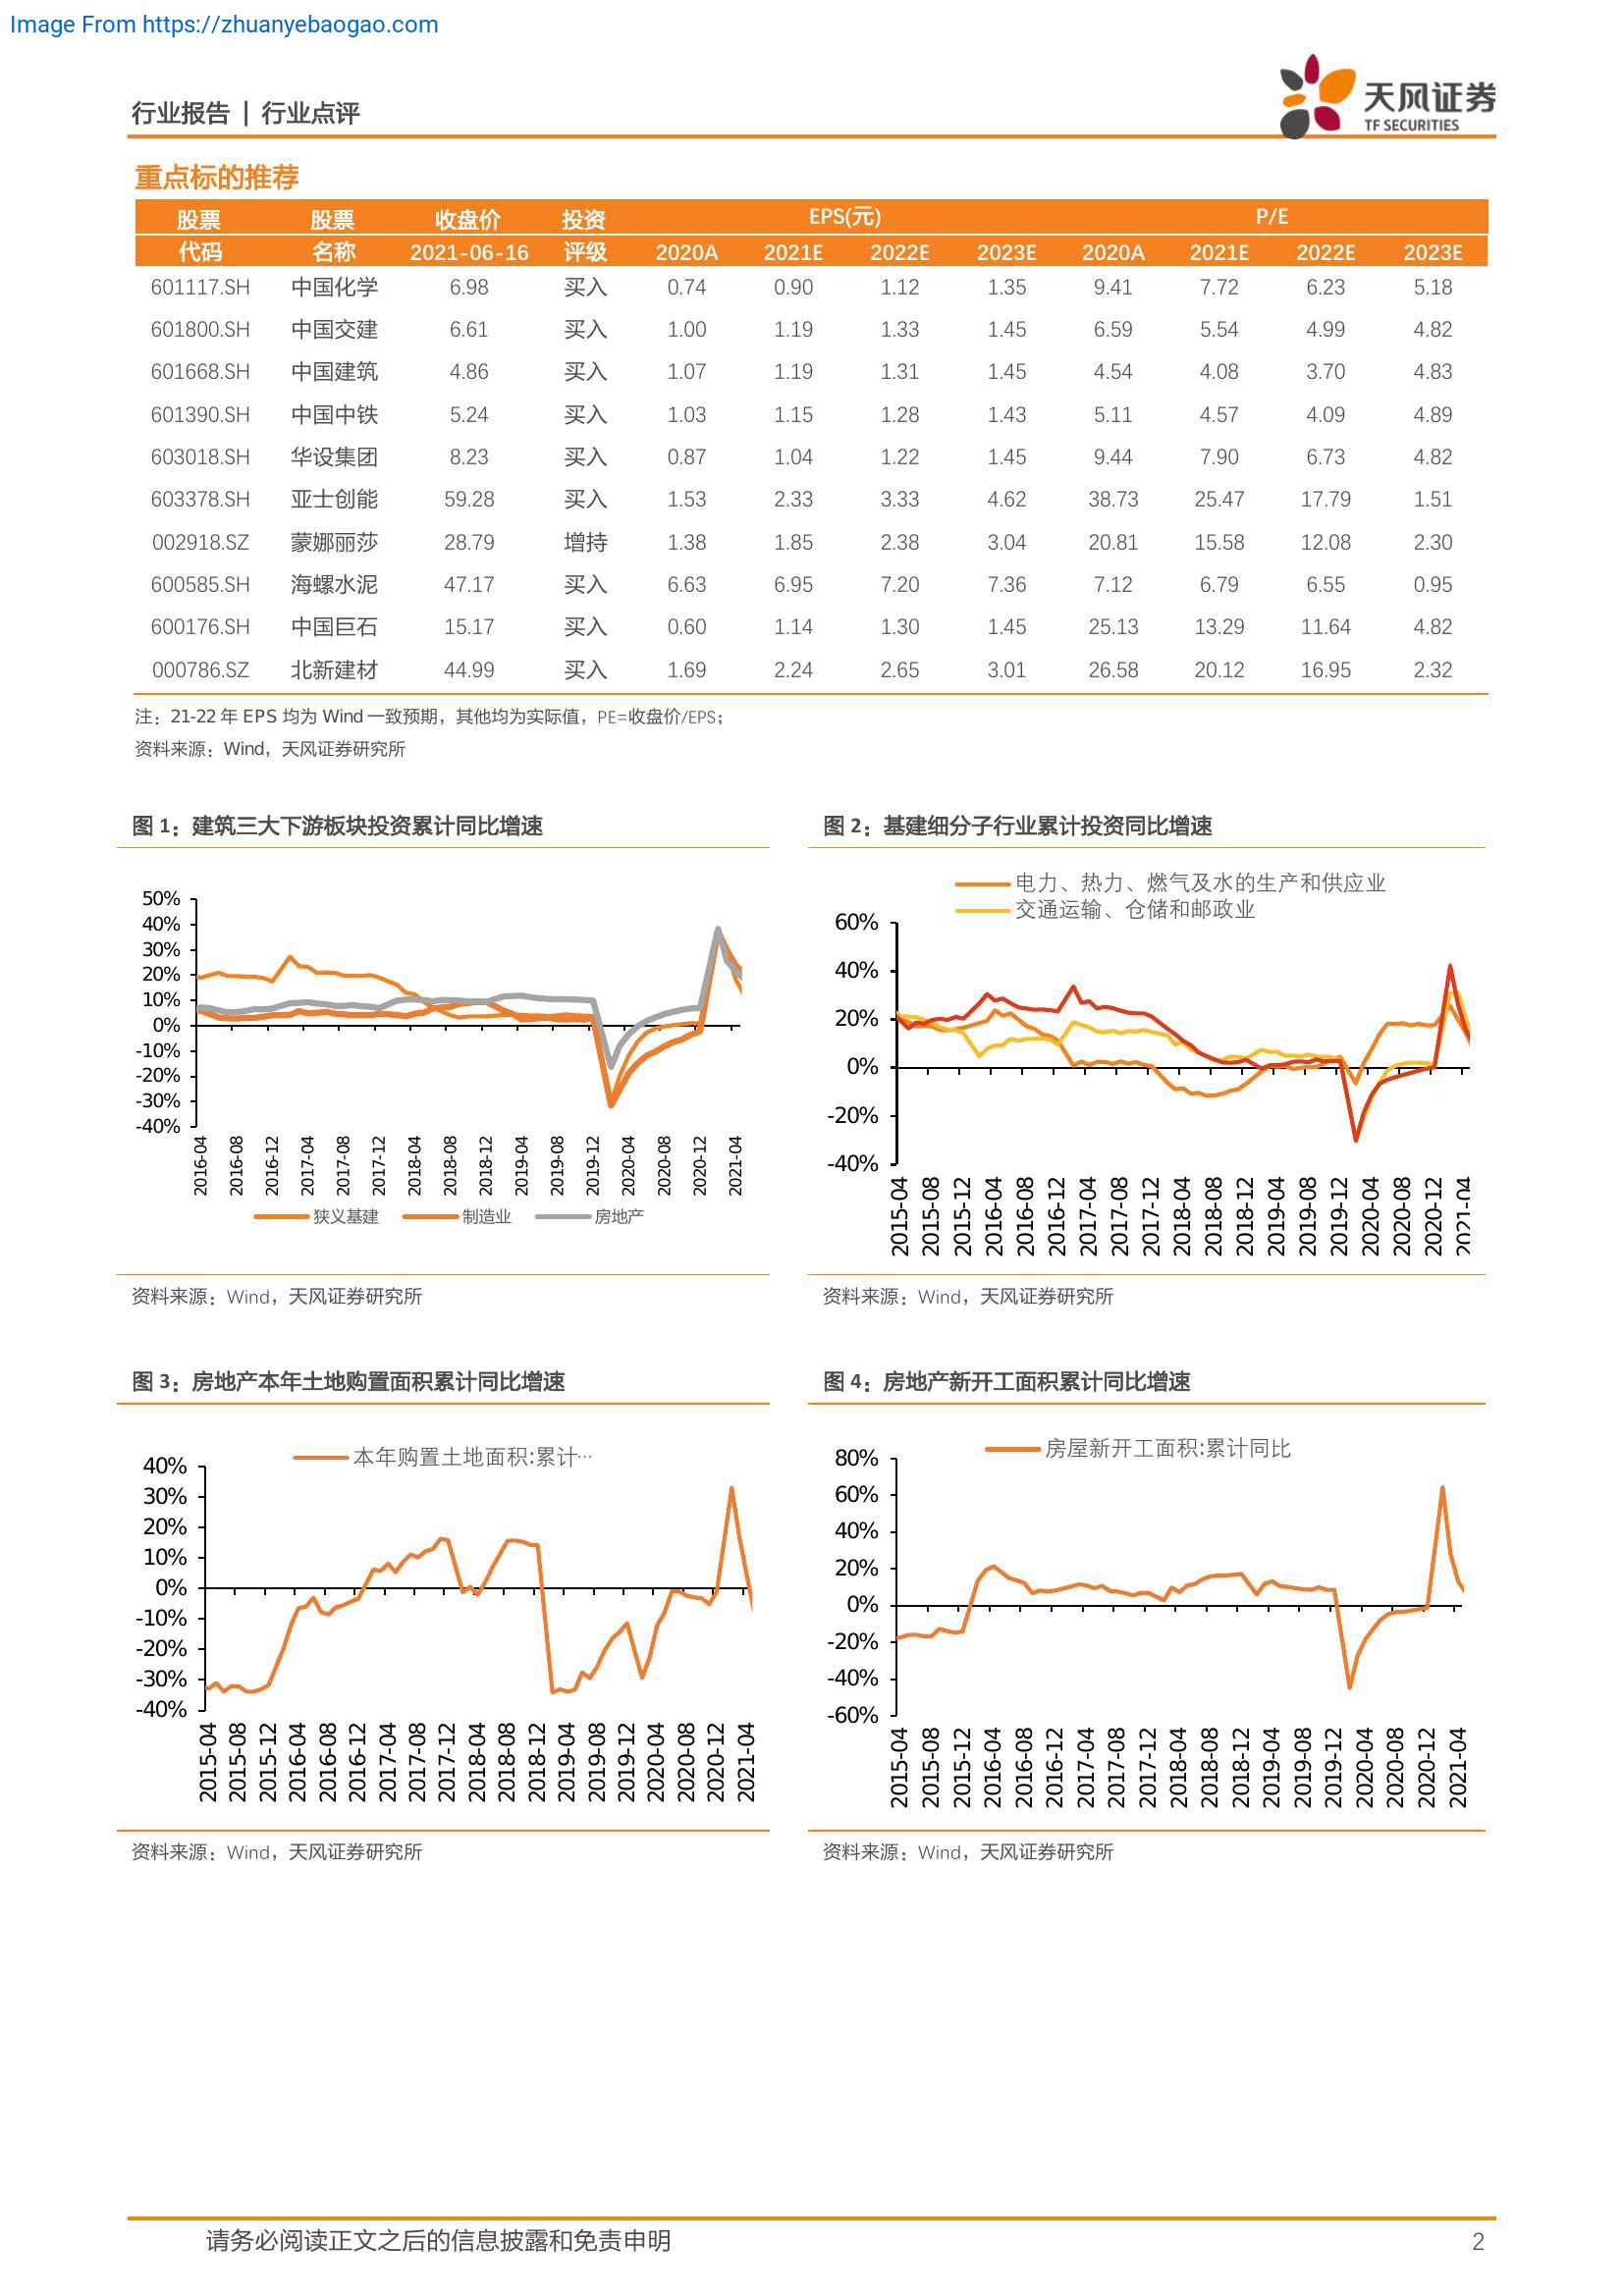 Image From https://zhuanyebaogao.com
行业报告 | 行业点评
天风证券
TF SECURITIES
重点标的推荐
股票 股票 收盘价 投资 EPS(元) P/E
代码 名称 2021-06-16 评级 2020A 2021E 2022E 2023E 2020A 2021E 2022E 2023E
601117.SH 中国化学 6.98 买入 0.74 0.90 1.12 1.35 9.41 7.72 6.23 5.18
601800.SH 中国交建 6.61 买入 1.00 1.19 1.33 1.45 6.59 5.54 4.99 4.82
601668.SH 中国建筑 4.86 买入 1.07 1.19 1.31 1.45 4.54 4.08 3.70 4.83
601390.SH 中国中铁 5.24 买入 1.03 1.15 1.28 1.43 5.11 4.57 4.09 4.89
603018.SH 华设集团 8.23 买入 0.87 1.04 1.22 1.45 9.44 7.90 6.73 4.82
603378.SH 亚士创能 59.28 买入 1.53 2.33 3.33 4.62 38.73 25.47 17.79 1.51
002918.SZ 蒙娜丽莎 28.79 增持 1.38 1.85 2.38 3.04 20.81 15.58 12.08 2.30
600585.SH 海螺水泥 47.17 买入 6.63 6.95 7.20 7.36 7.12 6.79 6.55 0.95
600176.SH 中国巨石 15.17 买入 0.60 1.14 1.30 1.45 25.13 13.29 11.64 4.82
000786.SZ 北新建材 44.99 买入 1.69 2.24 2.65 3.01 26.58 20.12 16.95 2.32
注：21-22 年 EPS 均为 Wind 一致预期，其他均为实际值，PE=收盘价/EPS；
资料来源：Wind，天风证券研究所
图 1：建筑三大下游板块投资累计同比增速
50%
40%
30%
20%
10%
0%
-10%
-20%
-30%
-40%
2016-04 2016-08 2016-12 2017-04 2017-08 2017-12 2018-04 2018-08 2018-12 2019-04 2019-08 2019-12 2020-04 2020-08 2020-12 2021-04
狭义基建 制造业 房地产
资料来源：Wind，天风证券研究所
图 2：基建细分子行业累计投资同比增速
电力、热力、燃气及水的生产和供应业
交通运输、仓储和邮政业
60%
40%
20%
0%
-20%
-40%
2015-04 2015-08 2015-12 2016-04 2016-08 2016-12 2017-04 2017-08 2017-12 2018-04 2018-08 2018-12 2019-04 2019-08 2019-12 2020-04 2020-08 2020-12 2021-04
资料来源：Wind，天风证券研究所
图 3：房地产本年土地购置面积累计同比增速
本年购置土地面积:累计…
40%
30%
20%
10%
0%
-10%
-20%
-30%
-40%
2015-04 2015-08 2015-12 2016-04 2016-08 2016-12 2017-04 2017-08 2017-12 2018-04 2018-08 2018-12 2019-04 2019-08 2019-12 2020-04 2020-08 2020-12 2021-04
资料来源：Wind，天风证券研究所
图 4：房地产新开工面积累计同比增速
房屋新开工面积:累计同比
80%
60%
40%
20%
0%
-20%
-40%
-60%
2015-04 2015-08 2015-12 2016-04 2016-08 2016-12 2017-04 2017-08 2017-12 2018-04 2018-08 2018-12 2019-04 2019-08 2019-12 2020-04 2020-08 2020-12 2021-04
资料来源：Wind，天风证券研究所
请务必阅读正文之后的信息披露和免责申明 2